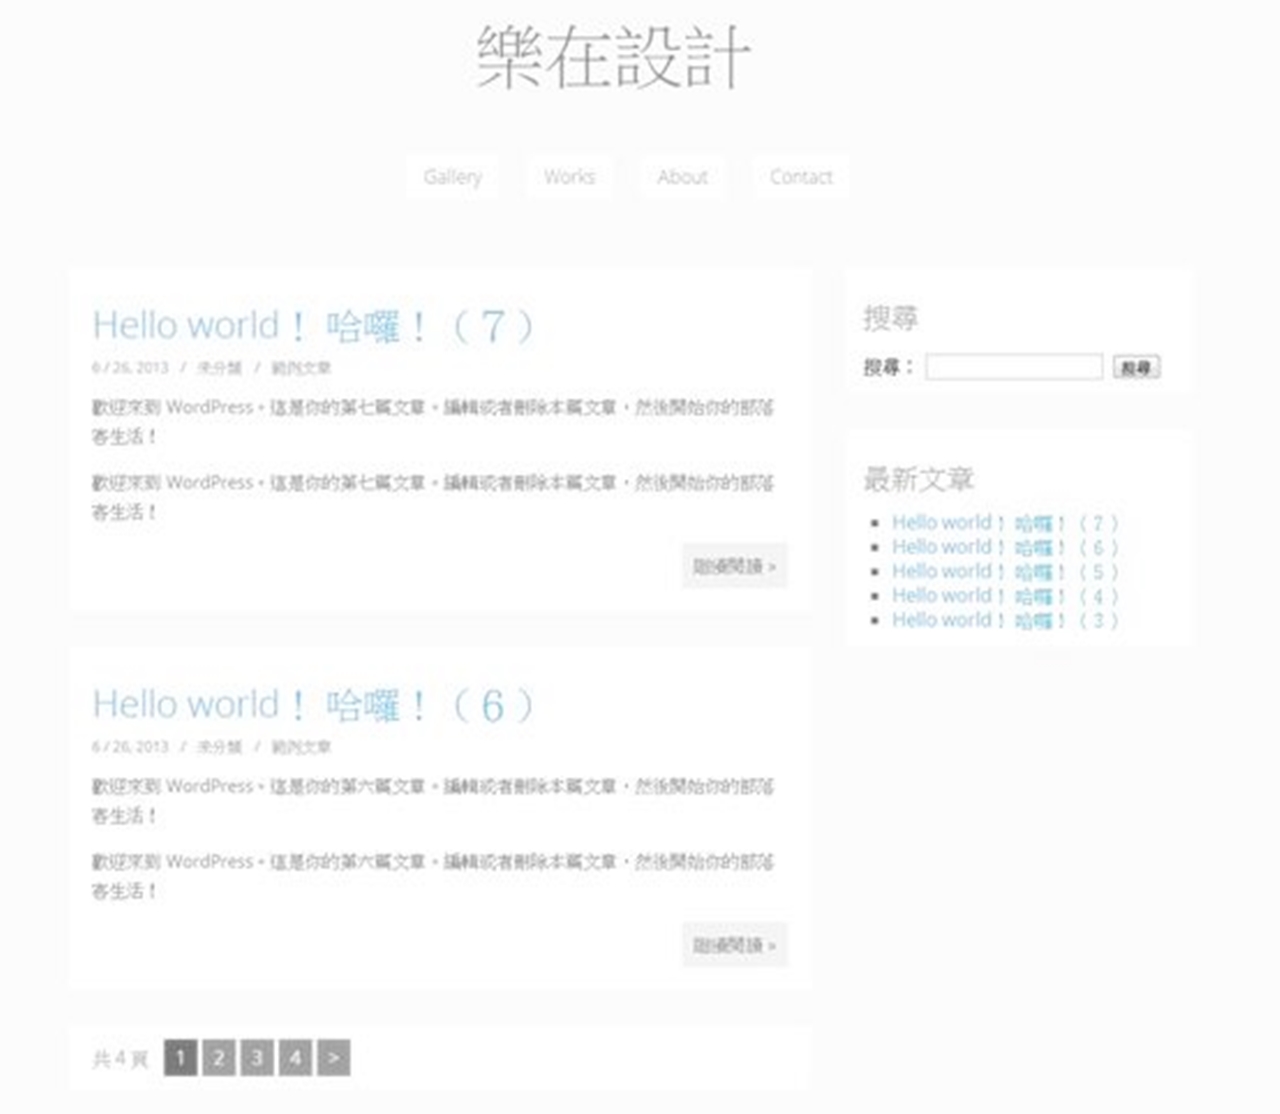 樂在設計
Gallery
Works
About
Contact
Hello world！ 哈囉！（７）
6 / 26, 2013 / 未分類 / 範例文章
歡迎來到 WordPress。這是你的第七篇文章。編輯或者刪除本篇文章，然後開始你的部落
客生活！
歡迎來到 WordPress。這是你的第七篇文章。編輯或者刪除本篇文章，然後開始你的部落
客生活！
繼續閱讀 »
Hello world！ 哈囉！（６）
6 / 26, 2013 / 未分類 / 範例文章
歡迎來到 WordPress。這是你的第六篇文章。編輯或者刪除本篇文章，然後開始你的部落
客生活！
歡迎來到 WordPress。這是你的第六篇文章。編輯或者刪除本篇文章，然後開始你的部落
客生活！
繼續閱讀 »
共 4 頁 1 2 3 4 >
搜尋
搜尋： 搜尋
最新文章
Hello world！ 哈囉！（７）
Hello world！ 哈囉！（６）
Hello world！ 哈囉！（５）
Hello world！ 哈囉！（４）
Hello world！ 哈囉！（３）